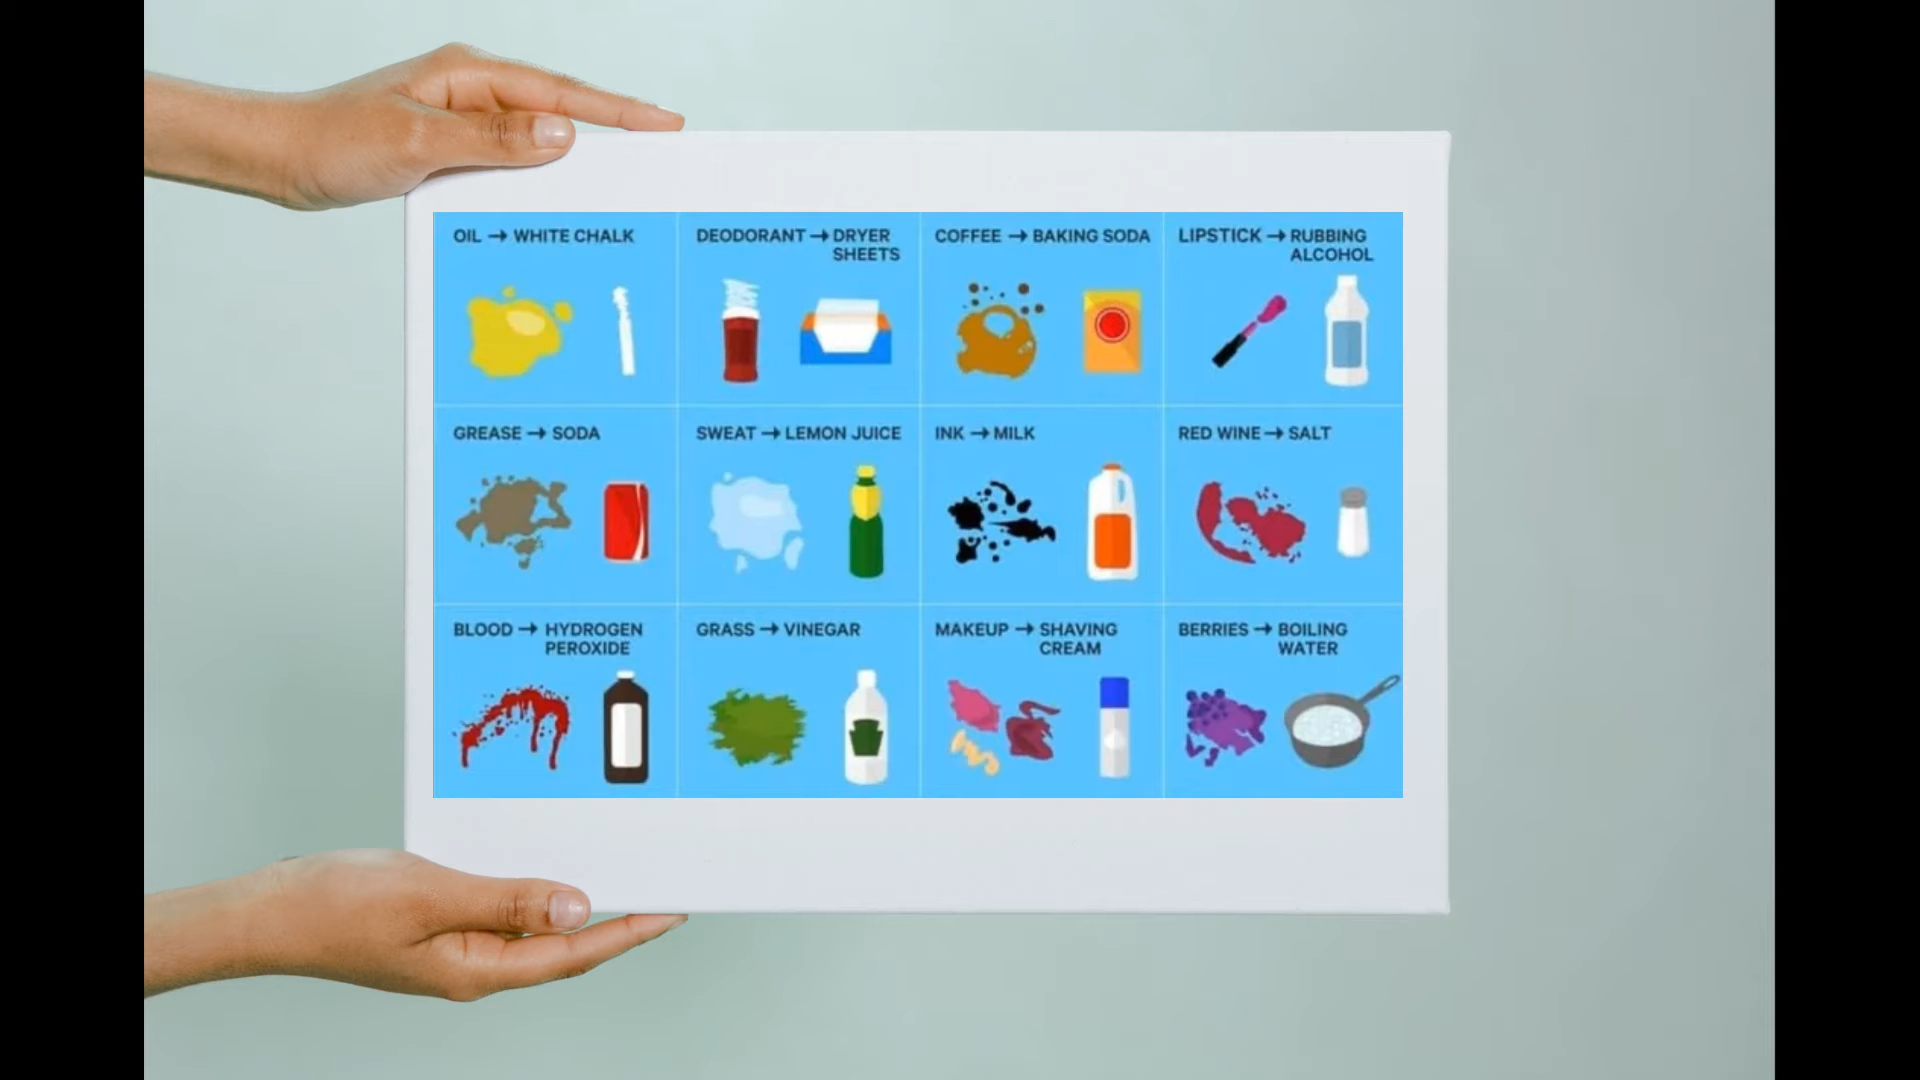 OIL → WHITE CHALK
DEODORANT → DRYER
SHEETS
COFFEE → BAKING SODA
LIPSTICK → RUBBING
ALCOHOL
GREASE → SODA
SWEAT → LEMON JUICE
INK → MILK
RED WINE → SALT
BLOOD → HYDROGEN
PEROXIDE
GRASS → VINEGAR
MAKEUP → SHAVING
CREAM
BERRIES → BOILING
WATER